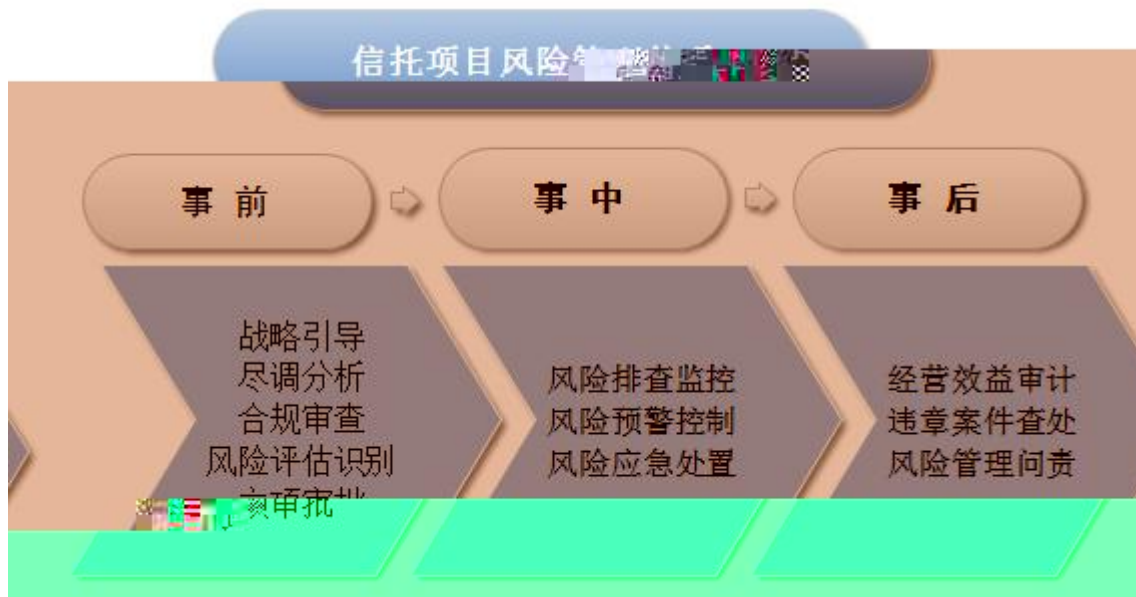 信托项目风险
事 前
事 中
事 后
战略引导
尽调分析
合规审查
风险评估识别
审批
风险排查监控
风险预警控制
风险应急处置
经营效益审计
违章案件查处
风险管理问责